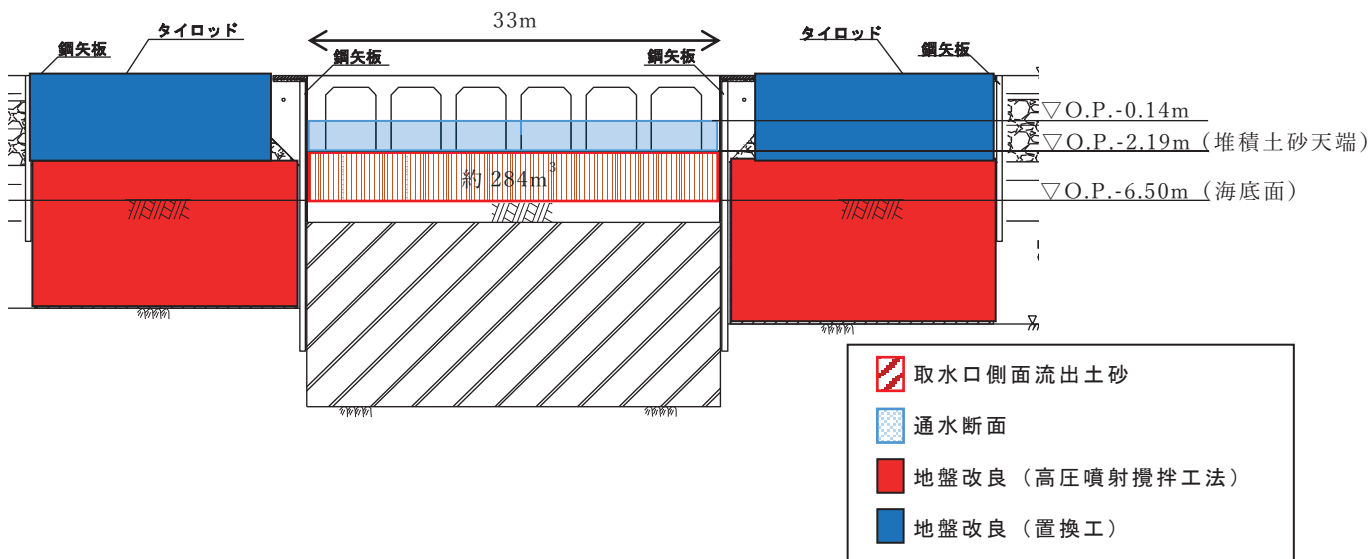 33m
タイロッド
鋼矢板
鋼矢板
鋼矢板
タイロッド
鋼矢板
▽O.P.-0.14m
▽O.P.-2.19m（堆積土砂天端）
約 284m³
▽O.P.-6.50m（海底面）
取水口側面流出土砂
通水断面
地盤改良（高圧噴射攪拌工法）
地盤改良（置換工）